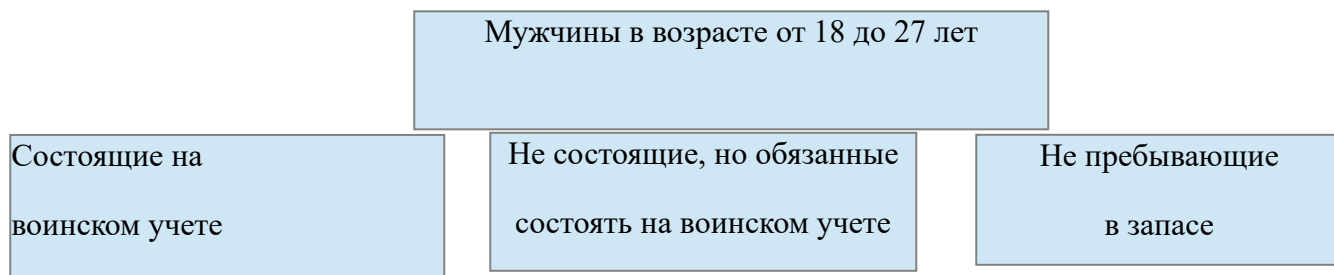 Мужчины в возрасте от 18 до 27 лет
Состоящие на
воинском учете
Не состоящие, но обязанные
состоять на воинском учете
Не пребывающие
в запасе